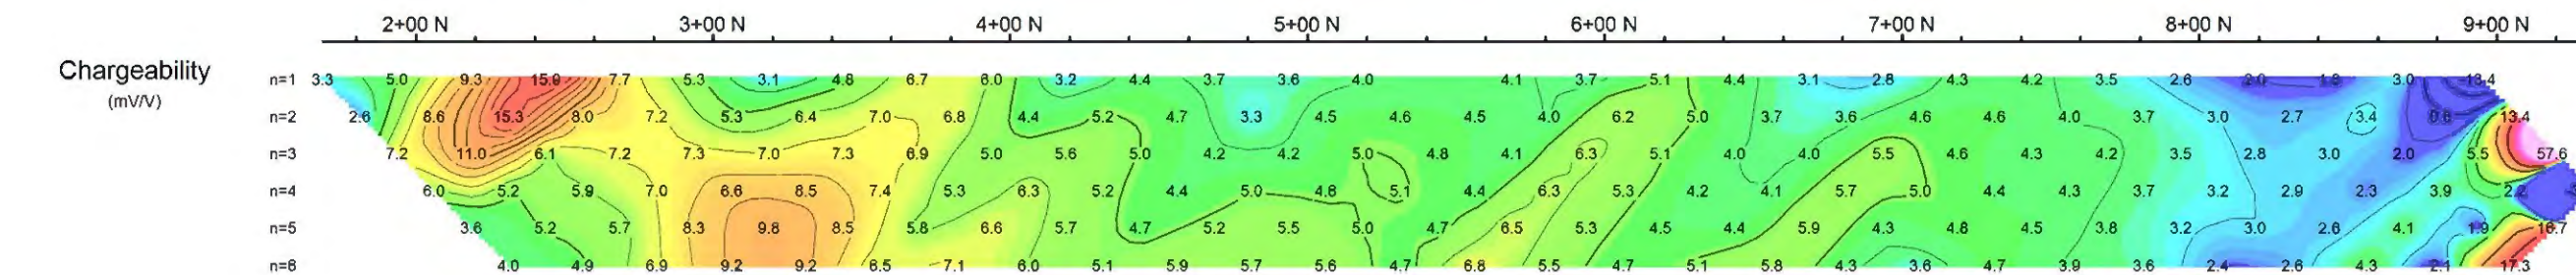 2+00 N 3+00 N 4+00 N 5+00 N 6+00 N 7+00 N 8+00 N 9+00 N
Chargeability
(mV/V)
n=1 3.3 5.0 9.3 15.0 7.7 5.3 3.1 4.8 6.7 6.0 3.2 4.4 3.7 3.6 4.0 4.1 3.7 5.1 4.4 3.1 2.8 4.3 4.2 3.5 2.6 2.0 1.8 3.0 -13.4
n=2 2.6 8.6 15.3 8.0 7.2 5.3 6.4 7.0 6.8 4.4 5.2 4.7 3.3 4.5 4.6 4.5 4.0 6.2 5.0 3.7 3.6 4.6 4.6 4.0 3.7 3.0 2.7 3.4 0.6 13.4
n=3 7.2 11.0 6.1 7.2 7.3 7.0 7.3 6.9 5.0 5.6 5.0 4.2 4.2 5.0 4.8 4.1 6.3 5.1 4.0 4.0 5.5 4.6 4.3 4.2 3.5 2.8 3.0 2.0 5.5 57.6
n=4 6.0 5.2 5.9 7.0 6.6 8.5 7.4 5.3 6.3 5.2 4.4 5.0 4.8 5.1 4.4 6.3 5.3 4.2 4.1 5.7 5.0 4.4 4.3 3.7 3.2 2.9 2.3 3.9 2.2
n=5 3.6 5.2 5.7 8.3 9.8 8.5 5.8 6.6 5.7 4.7 5.2 5.5 5.0 4.7 6.5 5.3 4.5 4.4 5.9 4.3 4.8 4.5 3.8 3.2 3.0 2.6 4.1 1.9 16.7
n=6 4.0 4.9 6.9 9.2 9.2 6.5 7.1 6.0 5.1 5.9 5.7 5.6 4.7 6.8 5.5 4.7 5.1 5.8 4.3 3.6 4.7 3.9 3.6 2.4 2.6 4.3 2.1 17.3